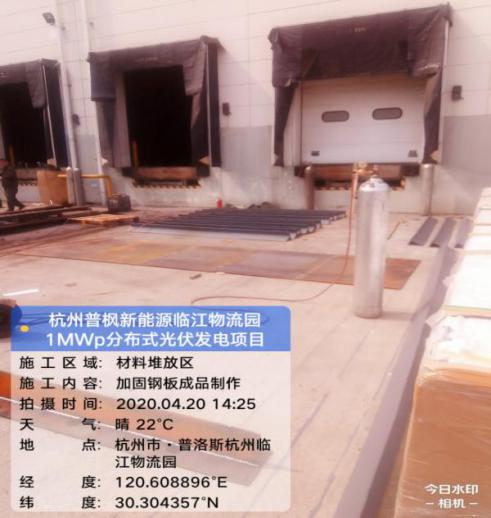 杭州普枫新能源临江物流园
1MWp分布式光伏发电项目
施工区域: 材料堆放区
施工内容: 加固钢板成品制作
拍摄时间: 2020.04.20 14:25
天气: 晴 22°C
地点: 杭州市·普洛斯杭州临
江物流园
经度: 120.608896°E
纬度: 30.304357°N
今日水印
-相机-